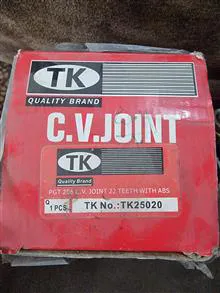 TK
QUALITY BRAND
C.V.JOINT
TK
Quality Brand
PGT 206 C.V. JOINT 22 TEETH WITH ABS
Q
1 PCS
TK No.:TK25020